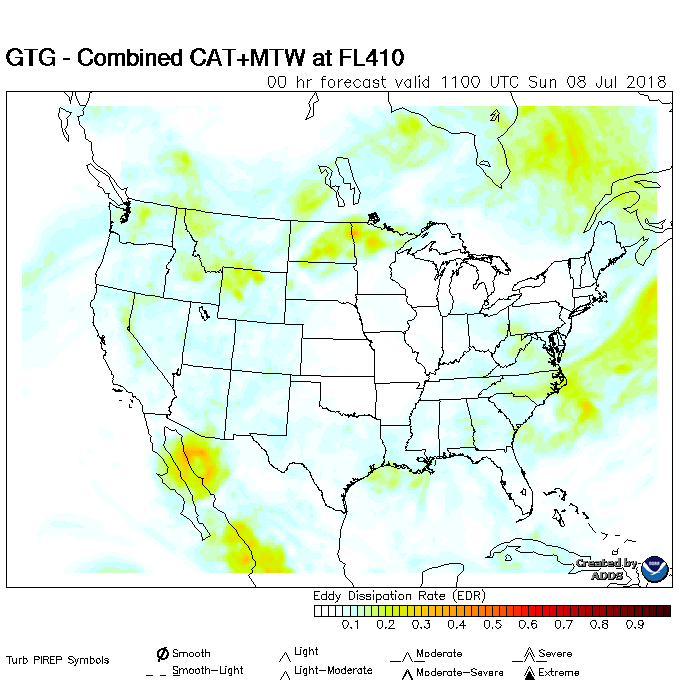 GTG - Combined CAT+MTW at FL410
00 hr forecast valid 1100 UTC Sun 08 Jul 2018
Created by
ADDS
Eddy Dissipation Rate (EDR)
0.1 0.2 0.3 0.4 0.5 0.6 0.7 0.8 0.9
Turb PIREP Symbols
Smooth Light Moderate Severe
Smooth-Light Light-Moderate Moderate-Severe Extreme